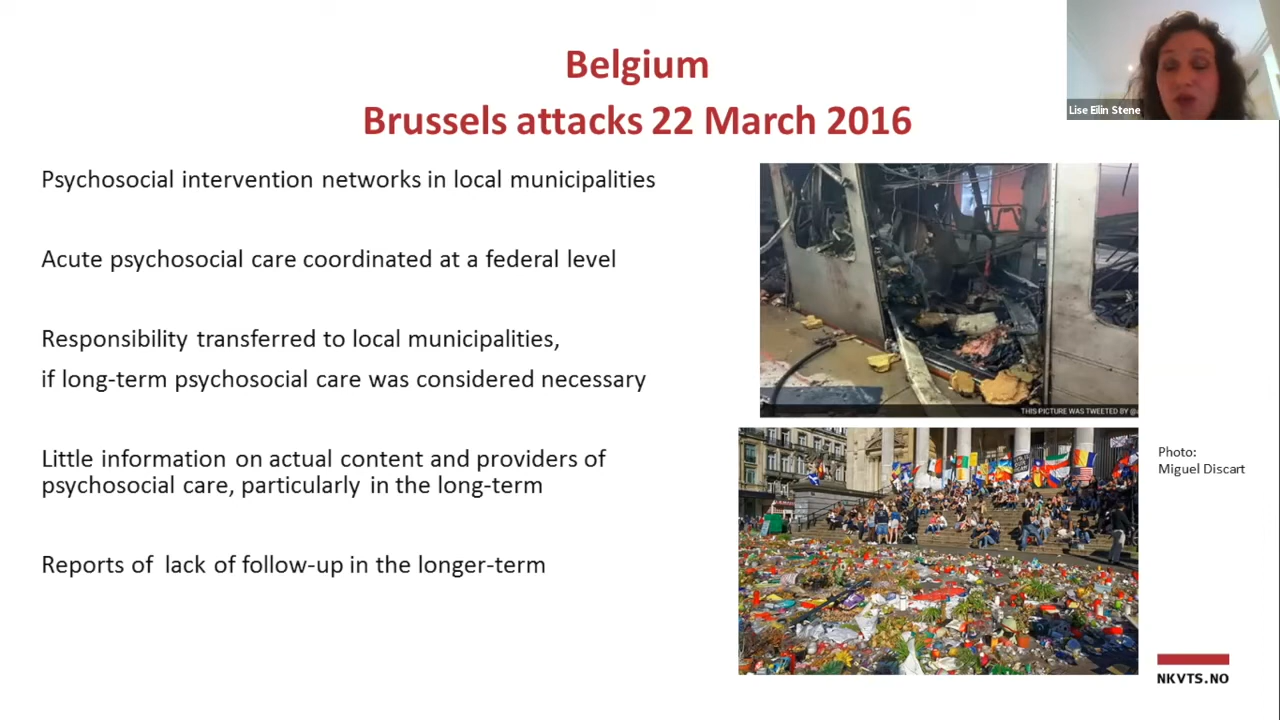 Belgium
Brussels attacks 22 March 2016
Lise Eilin Stene
Psychosocial intervention networks in local municipalities
Acute psychosocial care coordinated at a federal level
Responsibility transferred to local municipalities,
if long-term psychosocial care was considered necessary
Little information on actual content and providers of
psychosocial care, particularly in the long-term
Reports of lack of follow-up in the longer-term
THIS PICTURE WAS TWEETED BY @
Photo:
Miguel Discart
NKVTS.NO